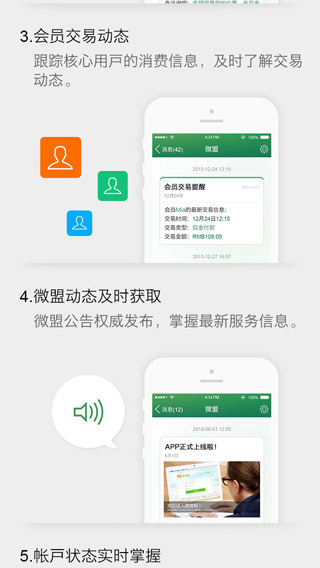 3.会员交易动态
跟踪核心用户的消费信息，及时了解交易
动态。
4:34 PM
100%
消息(42)
微盟
2013-12-24 12:15
会员交易提醒
12月24日
会员Mia的最新交易信息：
交易时间：12月24日12:15
交易类型：现金付款
交易金额：RMB108.00
2013-12-27 16:07
4.微盟动态及时获取
微盟公告权威发布，掌握最新服务信息。
4:34 PM
100%
消息(12)
微盟
2014-06-01 12:00
APP正式上线啦！
6月1日
5.帐户状态实时掌握